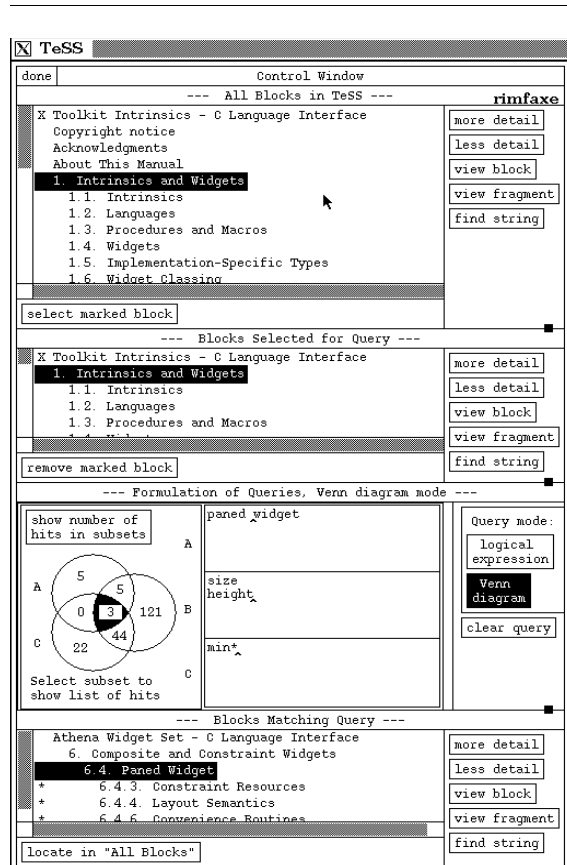 X TeSS
done Control Window
--- All Blocks in TeSS --- rimfaxe
X Toolkit Intrinsics - C Language Interface
Copyright notice
Acknowledgments
About This Manual
1. Intrinsics and Widgets
1.1. Intrinsics
1.2. Languages
1.3. Procedures and Macros
1.4. Widgets
1.5. Implementation-Specific Types
1.6. Widget Classing
more detail
less detail
view block
view fragment
find string
select marked block
--- Blocks Selected for Query ---
X Toolkit Intrinsics - C Language Interface
1. Intrinsics and Widgets
1.1. Intrinsics
1.2. Languages
1.3. Procedures and Macros
more detail
less detail
view block
view fragment
find string
remove marked block
--- Formulation of Queries, Venn diagram mode ---
show number of
hits in subsets
A
A
5
5
0
3
121
B
C
22
44
C
Select subset to
show list of hits
paned widget
size
height
min*
Query mode:
logical
expression
Venn
diagram
clear query
--- Blocks Matching Query ---
Athena Widget Set - C Language Interface
6. Composite and Constraint Widgets
6.4. Paned Widget
* 6.4.3. Constraint Resources
* 6.4.4. Layout Semantics
* 6.4.6. Convenience Routines
more detail
less detail
view block
view fragment
find string
locate in "All Blocks"